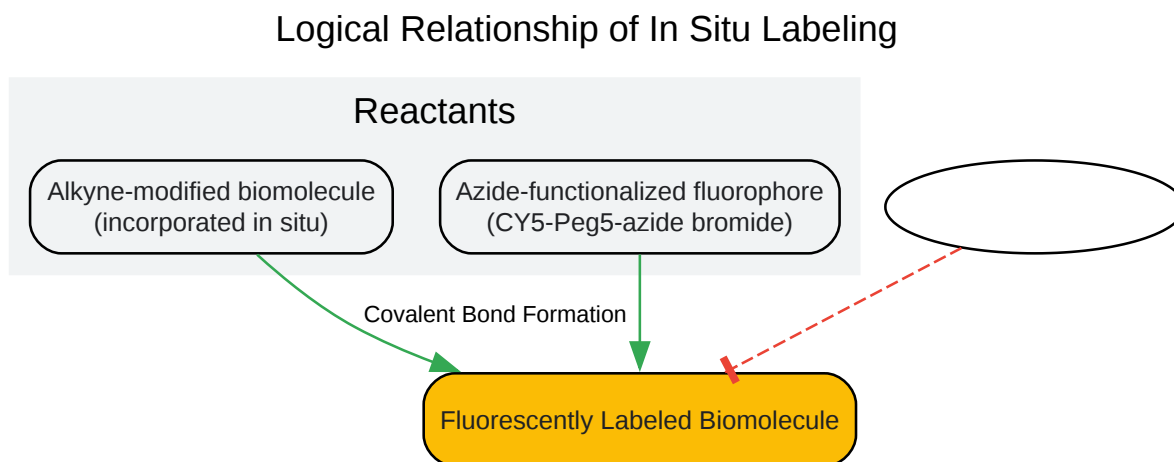 Logical Relationship of In Situ Labeling
Reactants
Alkyne-modified biomolecule
(incorporated in situ)
Azide-functionalized fluorophore
(CY5-Peg5-azide bromide)
Covalent Bond Formation
Fluorescently Labeled Biomolecule